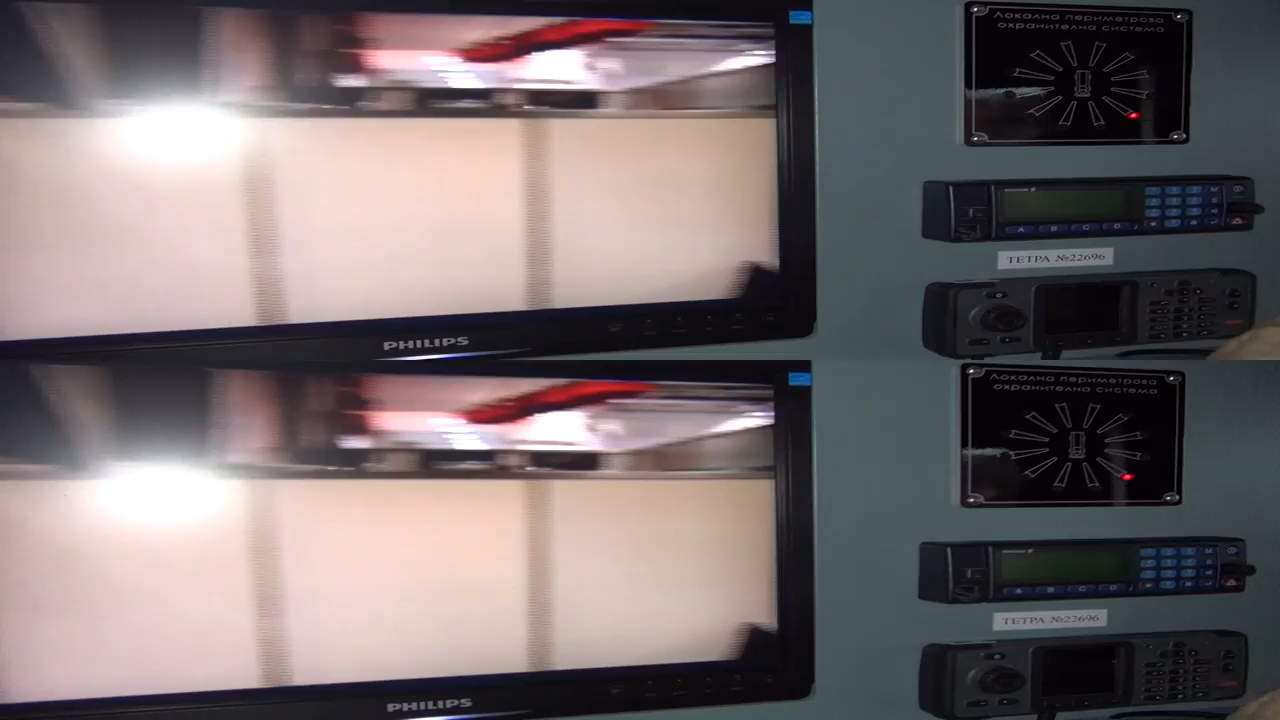 Локална периметрова
охранителна система
A B C D
ТЕТРА №22696
PHILIPS
Локална периметрова
охранителна система
A B C D
ТЕТРА №22696
PHILIPS